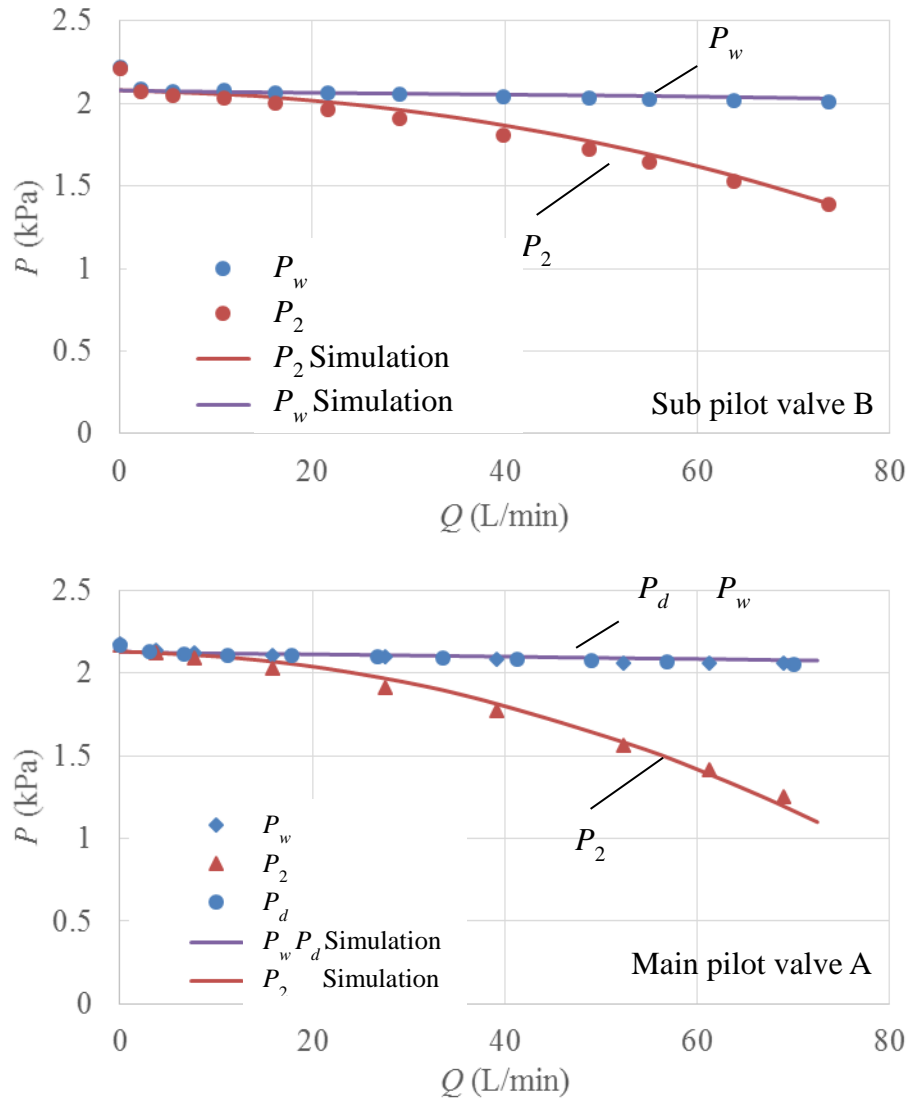 2.5
2
1.5
1
0.5
0
P (kPa)
P_w
P_2
P_w
P_2
P_2 Simulation
P_w Simulation
Sub pilot valve B
0 20 40 60 80
Q (L/min)
2.5
2
1.5
1
0.5
0
P (kPa)
P_d P_w
P_2
P_w
P_2
P_d
P_w P_d Simulation
P_2 Simulation
Main pilot valve A
0 20 40 60 80
Q (L/min)